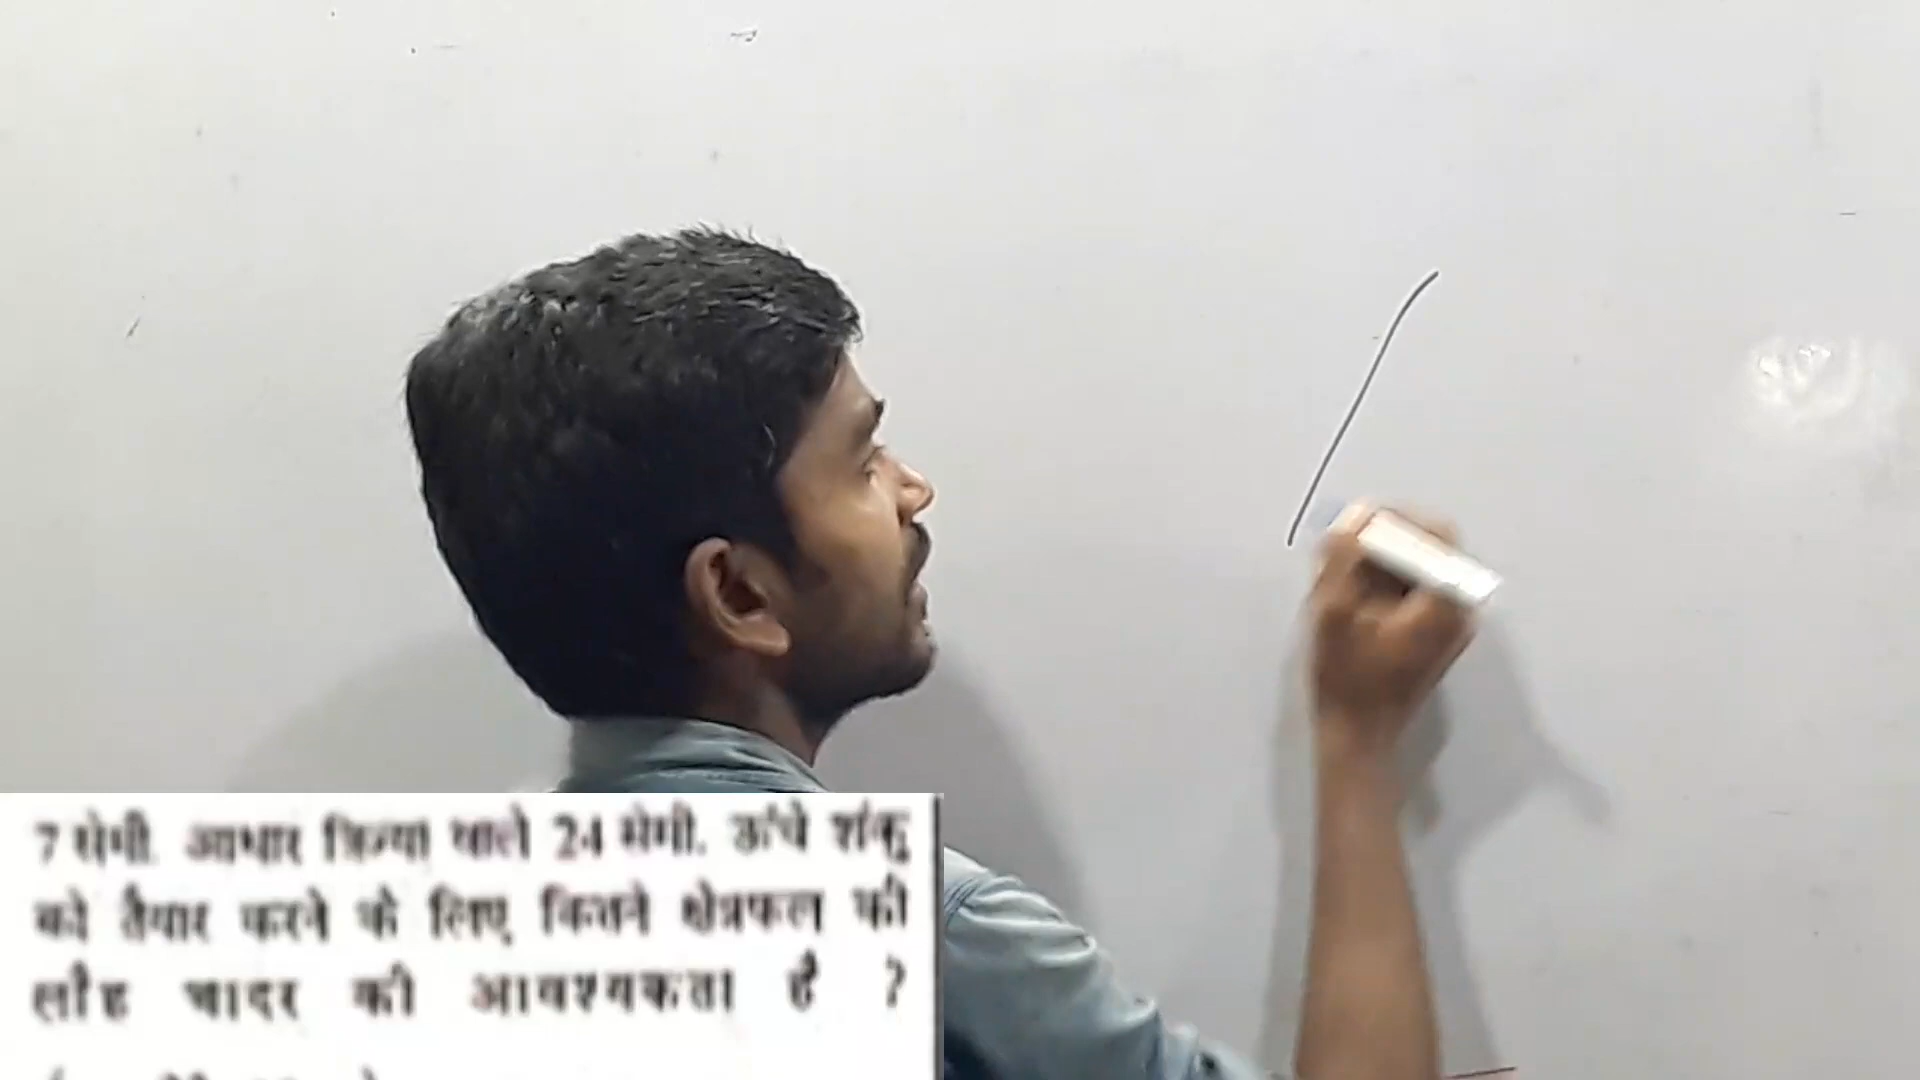 7 सेमी. आधार त्रिज्या वाले 24 सेमी. ऊंचे शंकु
को तैयार करने के लिए कितने क्षेत्रफल की
लौह चादर की आवश्यकता है ?